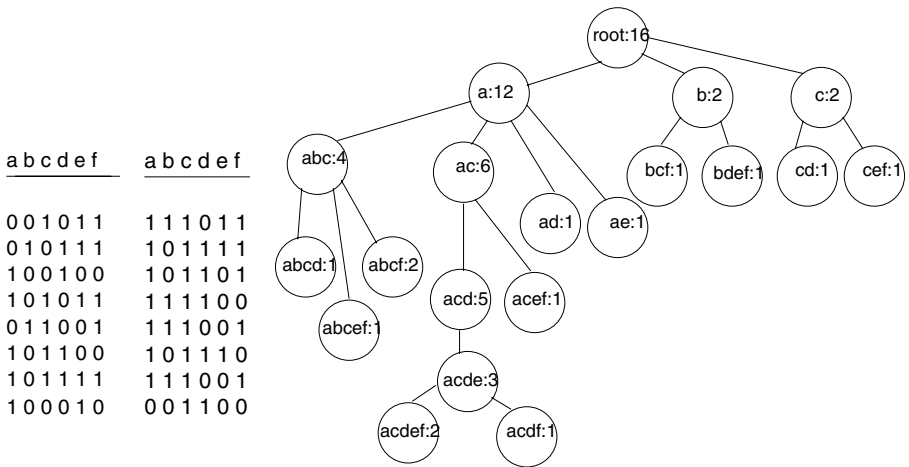 root:16
a:12
b:2
c:2
abc:4
ac:6
bcf:1
bdef:1
cd:1
cef:1
ad:1
ae:1
abcd:1
abcf:2
abcef:1
acd:5
acef:1
acde:3
acdef:2
acdf:1
a b c d e f a b c d e f
0 0 1 0 1 1 1 1 1 0 1 1
0 1 0 1 1 1 1 0 1 1 1 1
1 0 0 1 0 0 1 0 1 1 0 1
1 0 1 0 1 1 1 1 1 1 0 0
0 1 1 0 0 1 1 1 1 0 0 1
1 0 1 1 0 0 1 0 1 1 1 0
1 0 1 1 1 1 1 1 1 0 0 1
1 0 0 0 1 0 0 0 1 1 0 0